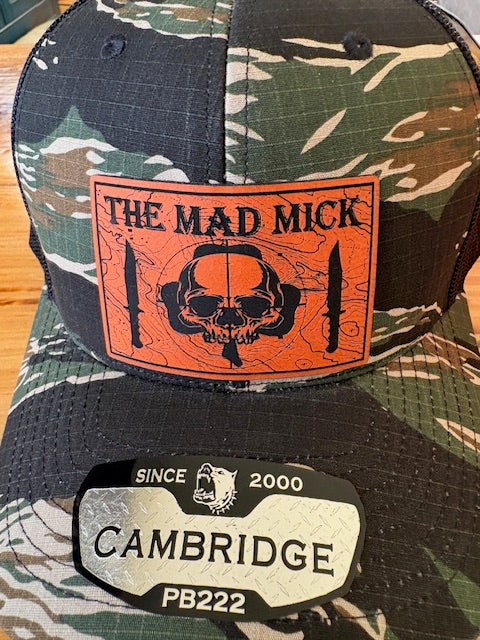 THE MAD MICK
SINCE 2000
CAMBRIDGE
PB222